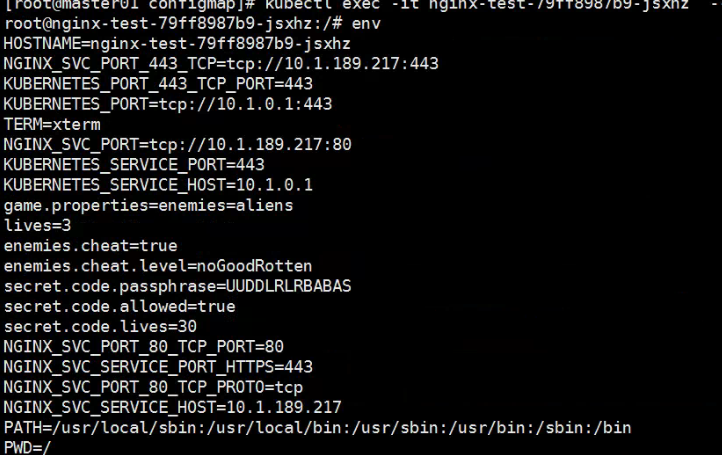 [root@master01 configmap]# kubectl exec -it nginx-test-79ff8987b9-jsxhz --
root@nginx-test-79ff8987b9-jsxhz:/# env
HOSTNAME=nginx-test-79ff8987b9-jsxhz
NGINX_SVC_PORT_443_TCP=tcp://10.1.189.217:443
KUBERNETES_PORT_443_TCP_PORT=443
KUBERNETES_PORT=tcp://10.1.0.1:443
TERM=xterm
NGINX_SVC_PORT=tcp://10.1.189.217:80
KUBERNETES_SERVICE_PORT=443
KUBERNETES_SERVICE_HOST=10.1.0.1
game.properties=enemies=aliens
lives=3
enemies.cheat=true
enemies.cheat.level=noGoodRotten
secret.code.passphrase=UUDDLRLRBABAS
secret.code.allowed=true
secret.code.lives=30
NGINX_SVC_PORT_80_TCP_PORT=80
NGINX_SVC_SERVICE_PORT_HTTPS=443
NGINX_SVC_PORT_80_TCP_PROTO=tcp
NGINX_SVC_SERVICE_HOST=10.1.189.217
PATH=/usr/local/sbin:/usr/local/bin:/usr/sbin:/usr/bin:/sbin:/bin
PWD=/